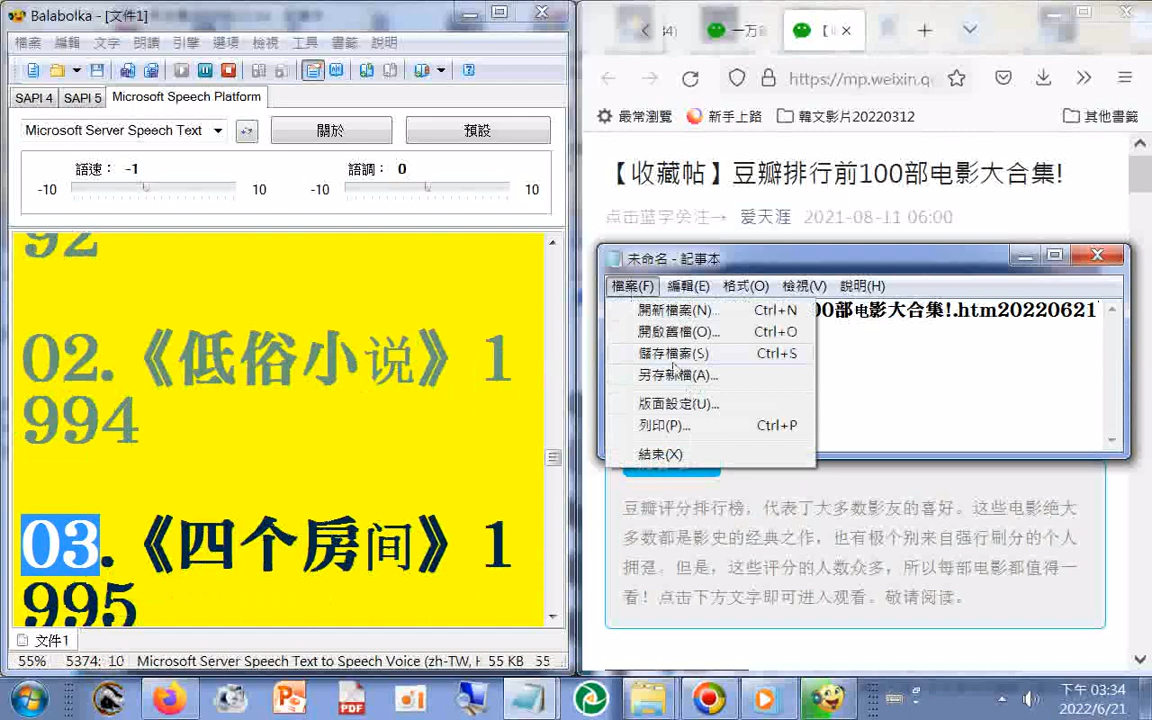 Balabolka - [文件1]
檔案 編輯 文字 朗讀 引擎 選項 檢視 工具 書籤 說明
SAPI 4 SAPI 5 Microsoft Speech Platform
Microsoft Server Speech Text
關於
預設
語速： -1
語調： 0
-10
10
-10
10
92
02.《低俗小说》1
994
03.《四个房间》1
995
文件1
55%
5374: 10
Microsoft Server Speech Text to Speech Voice (zh-TW, H
55 KB
55
34)
一万
https://mp.weixin.q
最常瀏覽
新手上路
韓文影片20220312
其他書籤
【收藏帖】豆瓣排行前100部电影大合集!
点击蓝字关注→ 爱天涯 2021-08-11 06:00
未命名 - 記事本
檔案(F) 編輯(E) 格式(O) 檢視(V) 說明(H)
00部电影大合集!.htm20220621
開新檔案(N)... Ctrl+N
開啟舊檔(O)... Ctrl+O
儲存檔案(S) Ctrl+S
另存新檔(A)...
版面設定(U)...
列印(P)... Ctrl+P
結束(X)
豆瓣评分排行榜，代表了大多数影友的喜好。这些电影绝大
多数都是影史的经典之作，也有极个别来自强行刷分的个人
拥趸。但是，这些评分的人数众多，所以每部电影都值得一
看！点击下方文字即可进入观看。敬请阅读。
PDF
下午 03:34
2022/6/21